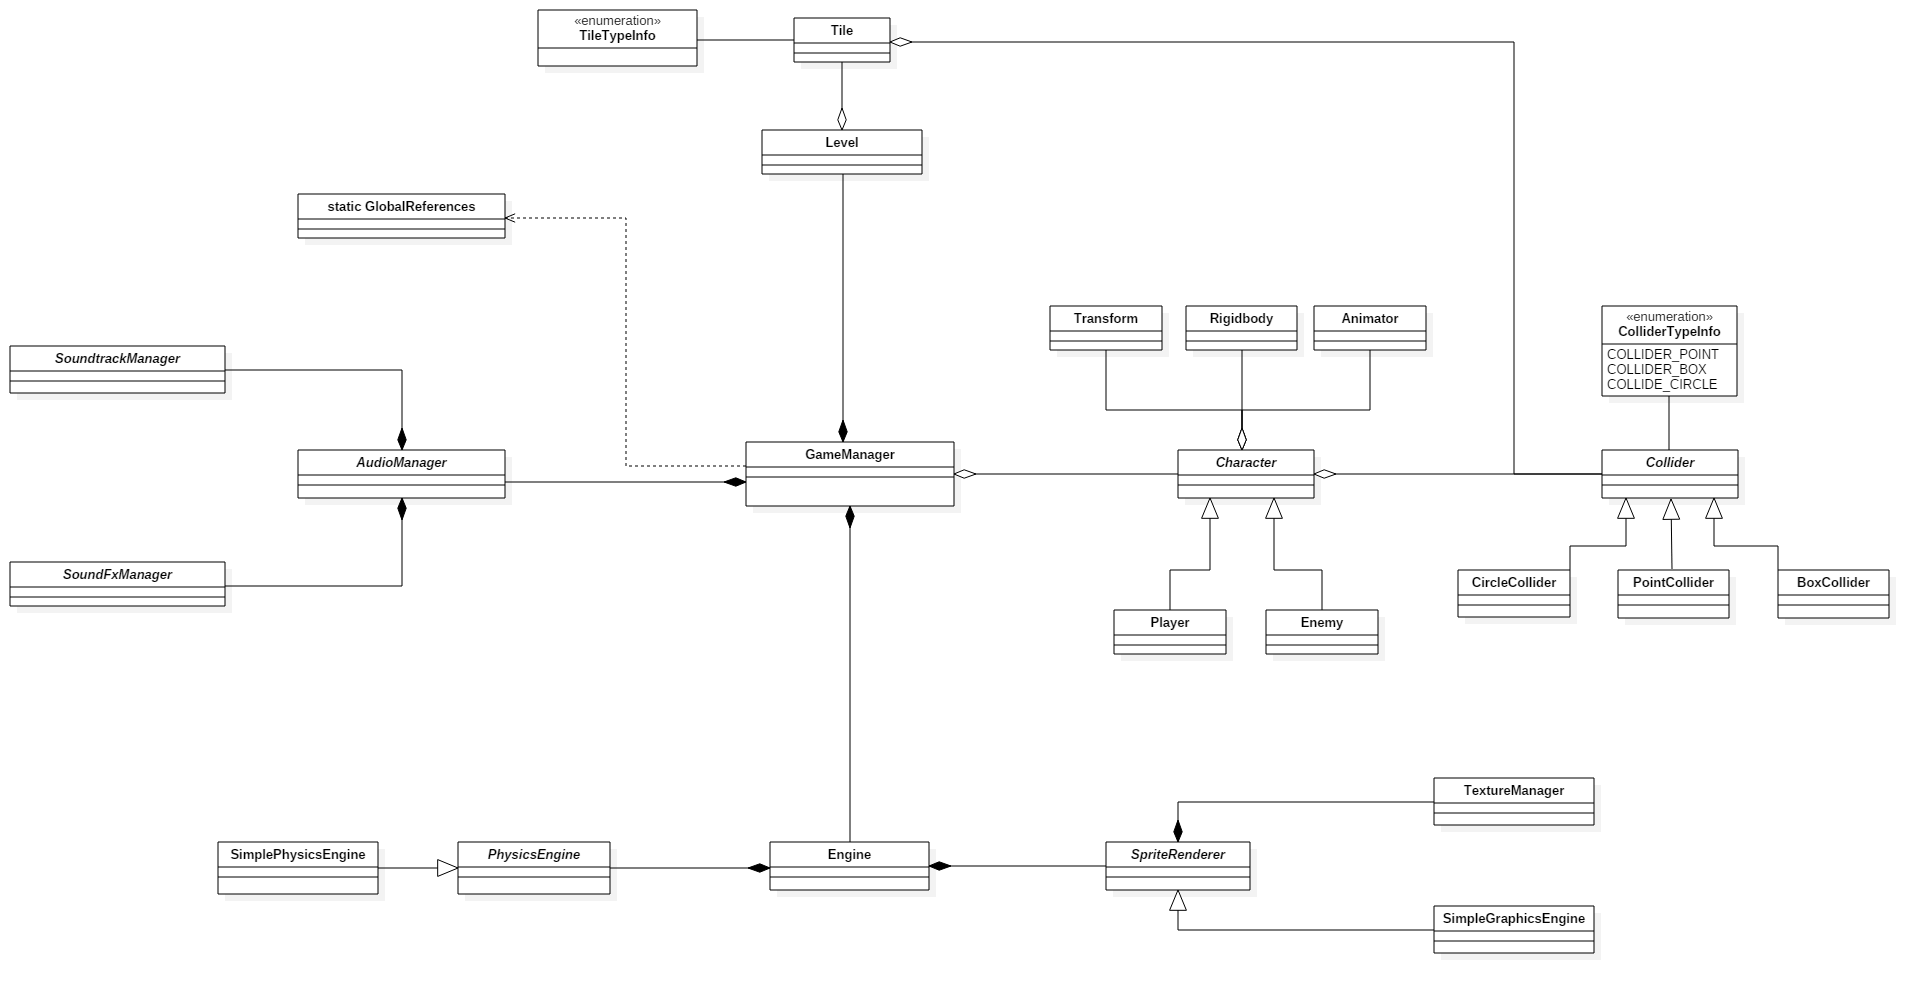 «enumeration»
TileTypeInfo
Tile
Level
static GlobalReferences
Transform
Rigidbody
Animator
«enumeration»
ColliderTypeInfo
COLLIDER_POINT
COLLIDER_BOX
COLLIDE_CIRCLE
SoundtrackManager
AudioManager
GameManager
Character
Collider
SoundFxManager
CircleCollider
PointCollider
BoxCollider
Player
Enemy
TextureManager
SimplePhysicsEngine
PhysicsEngine
Engine
SpriteRenderer
SimpleGraphicsEngine